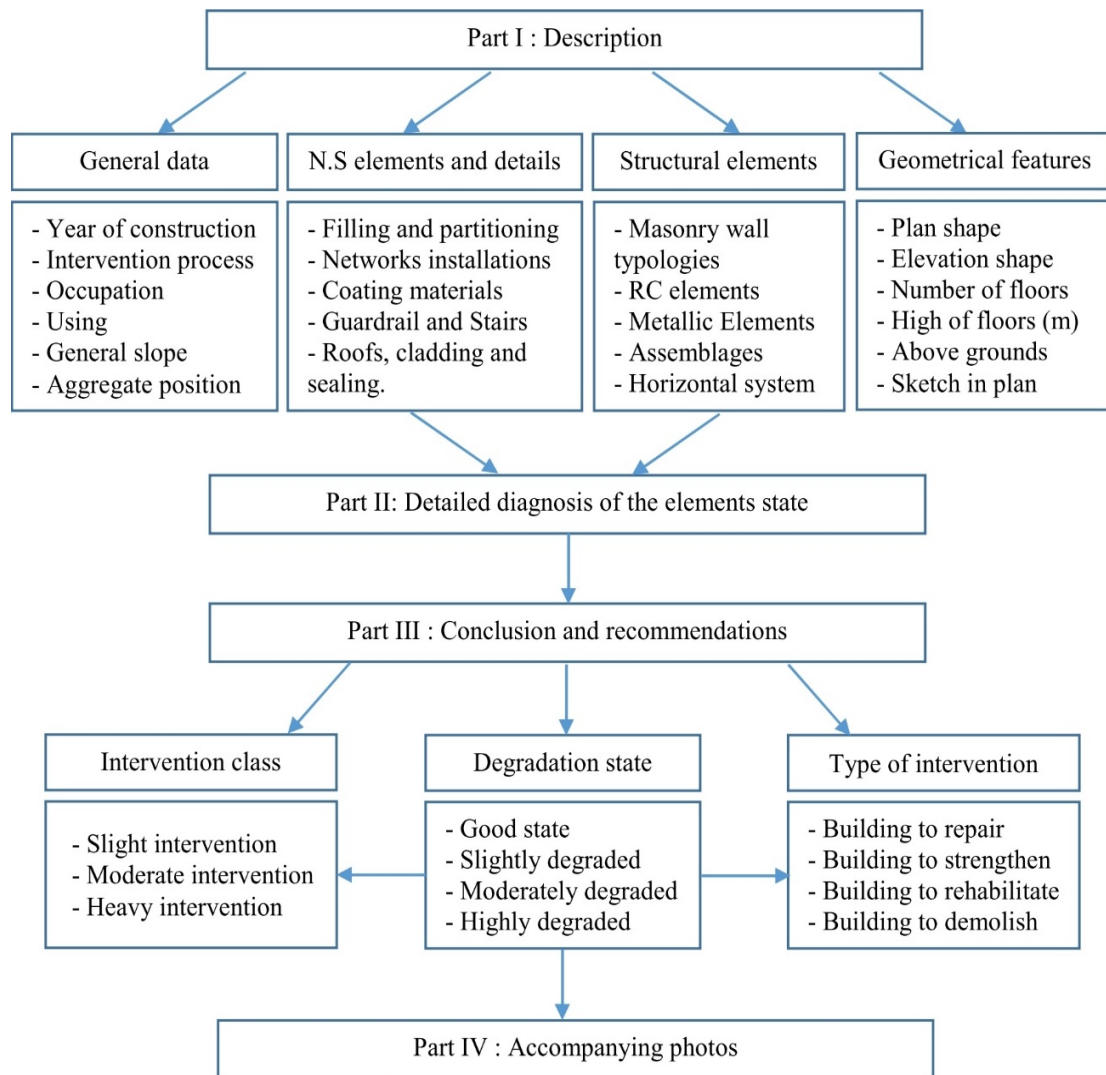 Part I : Description
General data
- Year of construction
- Intervention process
- Occupation
- Using
- General slope
- Aggregate position
N.S elements and details
- Filling and partitioning
- Networks installations
- Coating materials
- Guardrail and Stairs
- Roofs, cladding and
sealing.
Structural elements
- Masonry wall
typologies
- RC elements
- Metallic Elements
- Assemblages
- Horizontal system
Geometrical features
- Plan shape
- Elevation shape
- Number of floors
- High of floors (m)
- Above grounds
- Sketch in plan
Part II: Detailed diagnosis of the elements state
Part III : Conclusion and recommendations
Intervention class
- Slight intervention
- Moderate intervention
- Heavy intervention
Degradation state
- Good state
- Slightly degraded
- Moderately degraded
- Highly degraded
Type of intervention
- Building to repair
- Building to strengthen
- Building to rehabilitate
- Building to demolish
Part IV : Accompanying photos